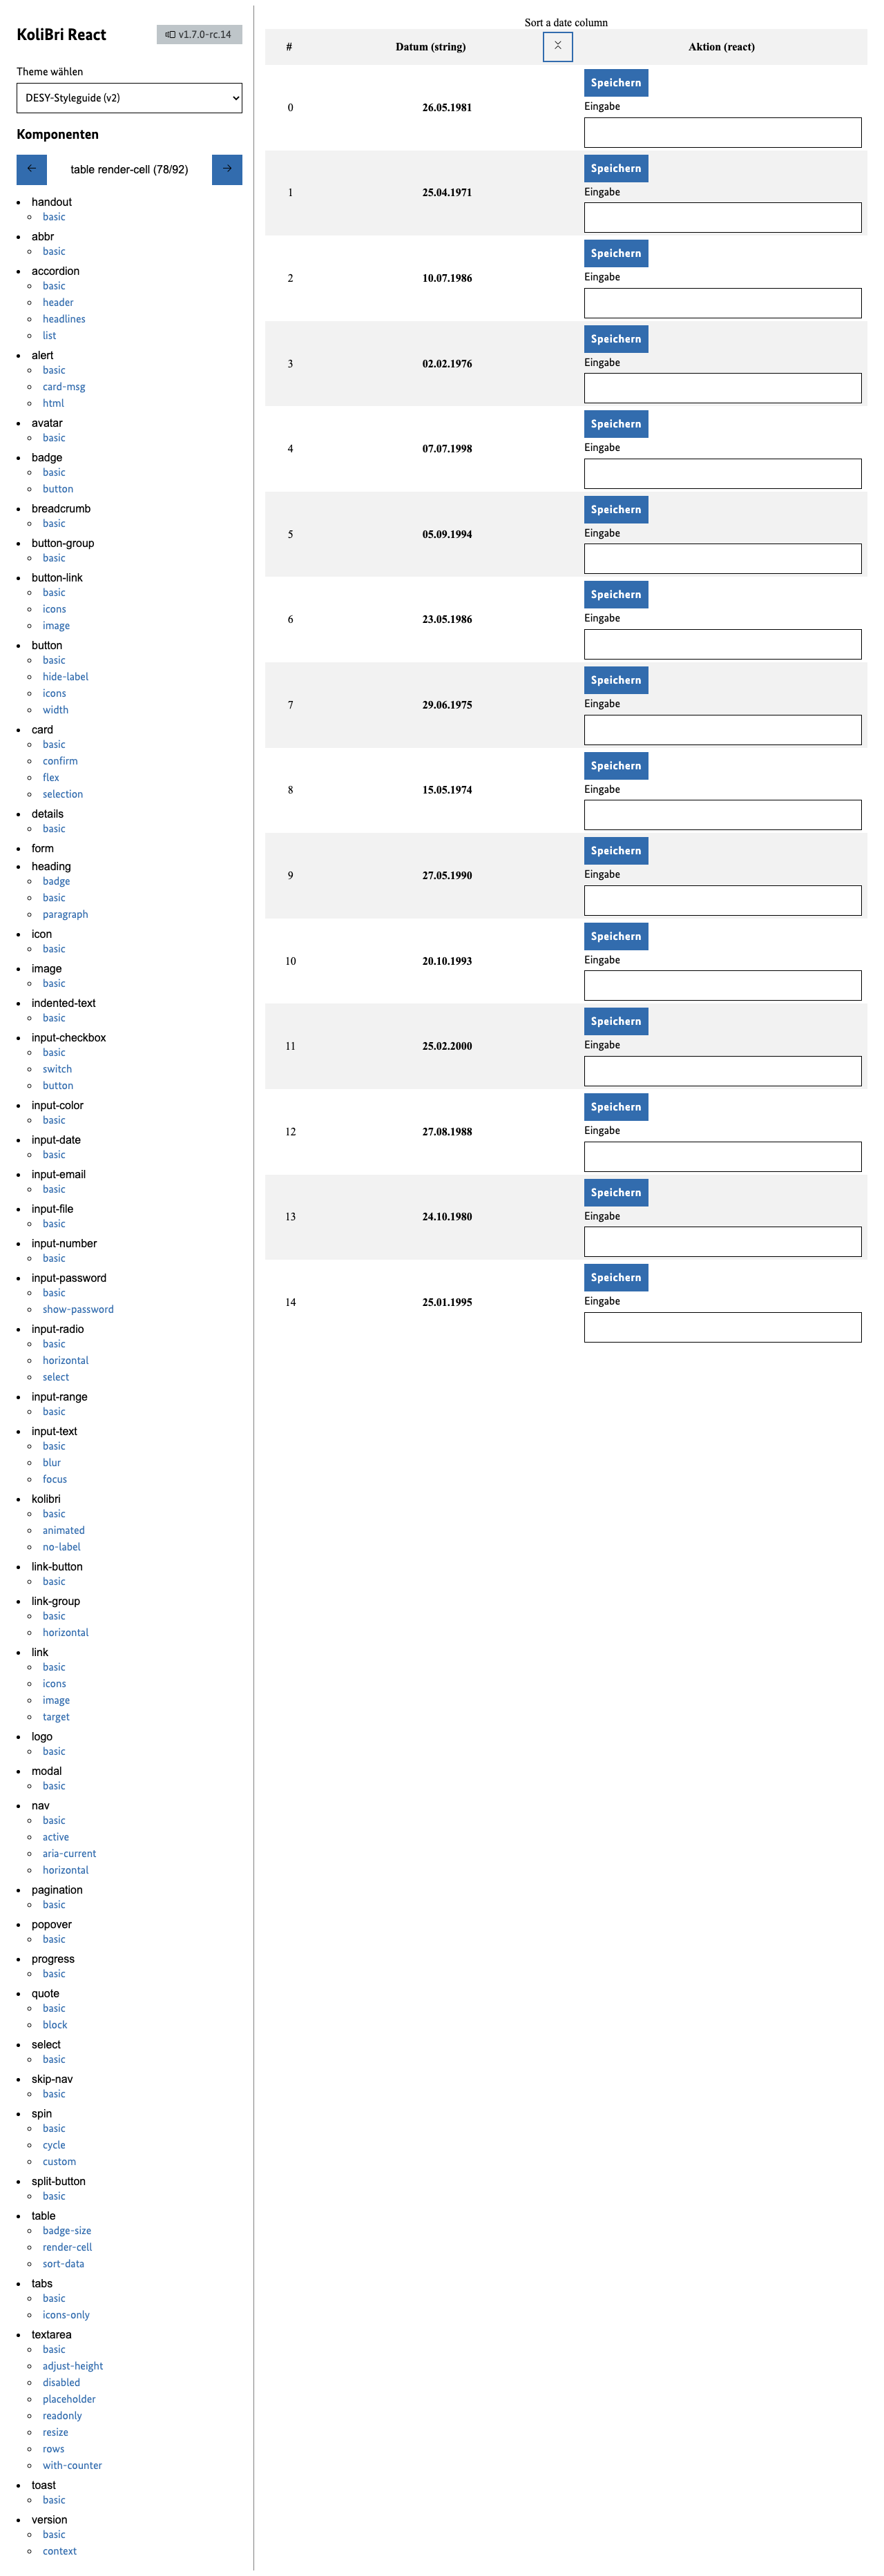 KoliBri React
v1.7.0-rc.14
Theme wählen
DESY-Styleguide (v2)
Komponenten
← table render-cell (78/92) →
handout
basic
abbr
basic
accordion
basic
header
headlines
list
alert
basic
card-msg
html
avatar
basic
badge
basic
button
breadcrumb
basic
button-group
basic
button-link
basic
icons
image
button
basic
hide-label
icons
width
card
basic
confirm
flex
selection
details
basic
form
heading
badge
basic
paragraph
icon
basic
image
basic
indented-text
basic
input-checkbox
basic
switch
button
input-color
basic
input-date
basic
input-email
basic
input-file
basic
input-number
basic
input-password
basic
show-password
input-radio
basic
horizontal
select
input-range
basic
input-text
basic
blur
focus
kolibri
basic
animated
no-label
link-button
basic
link-group
basic
horizontal
link
basic
icons
image
target
logo
basic
modal
basic
nav
basic
active
aria-current
horizontal
pagination
basic
popover
basic
progress
basic
quote
basic
block
select
basic
skip-nav
basic
spin
basic
cycle
custom
split-button
basic
table
badge-size
render-cell
sort-data
tabs
basic
icons-only
textarea
basic
adjust-height
disabled
placeholder
readonly
resize
rows
with-counter
toast
basic
version
basic
context
Sort a date column
# Datum (string) Aktion (react)
Speichern
Eingabe
0 26.05.1981
Speichern
Eingabe
1 25.04.1971
Speichern
Eingabe
2 10.07.1986
Speichern
Eingabe
3 02.02.1976
Speichern
Eingabe
4 07.07.1998
Speichern
Eingabe
5 05.09.1994
Speichern
Eingabe
6 23.05.1986
Speichern
Eingabe
7 29.06.1975
Speichern
Eingabe
8 15.05.1974
Speichern
Eingabe
9 27.05.1990
Speichern
Eingabe
10 20.10.1993
Speichern
Eingabe
11 25.02.2000
Speichern
Eingabe
12 27.08.1988
Speichern
Eingabe
13 24.10.1980
Speichern
Eingabe
14 25.01.1995